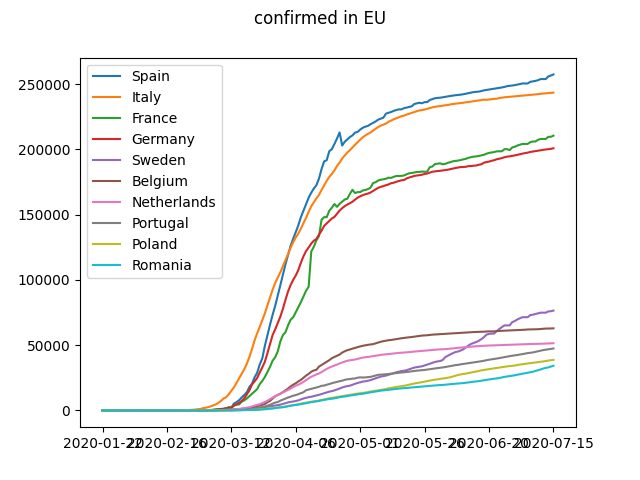 confirmed in EU
250000
200000
150000
100000
50000
0
Spain
Italy
France
Germany
Sweden
Belgium
Netherlands
Portugal
Poland
Romania
2020-01-22 2020-02-16 2020-03-12 2020-04-06 2020-05-01 2020-05-26 2020-06-20 2020-07-15